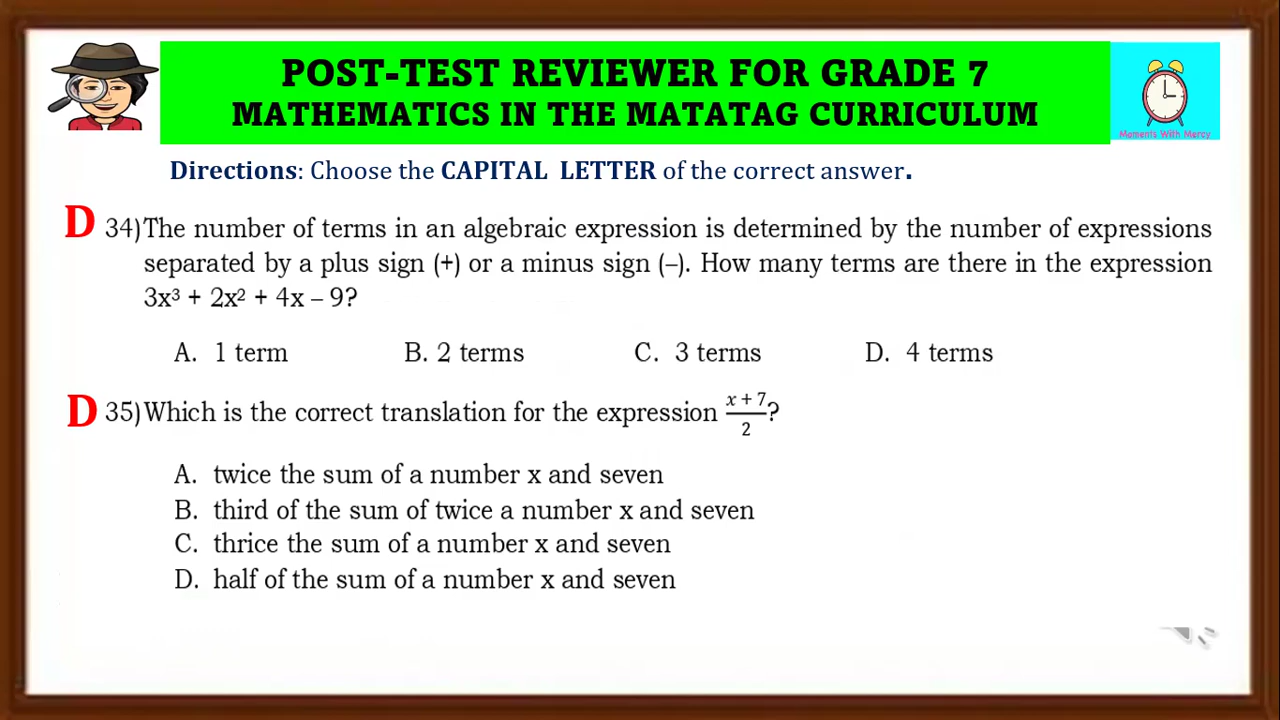 POST-TEST REVIEWER FOR GRADE 7
MATHEMATICS IN THE MATATAG CURRICULUM
Moments With Mercy
Directions: Choose the CAPITAL LETTER of the correct answer.
D 34) The number of terms in an algebraic expression is determined by the number of expressions
separated by a plus sign (+) or a minus sign (–). How many terms are there in the expression
3x³ + 2x² + 4x – 9?
A. 1 term B. 2 terms C. 3 terms D. 4 terms
D 35) Which is the correct translation for the expression (x + 7)/2?
A. twice the sum of a number x and seven
B. third of the sum of twice a number x and seven
C. thrice the sum of a number x and seven
D. half of the sum of a number x and seven